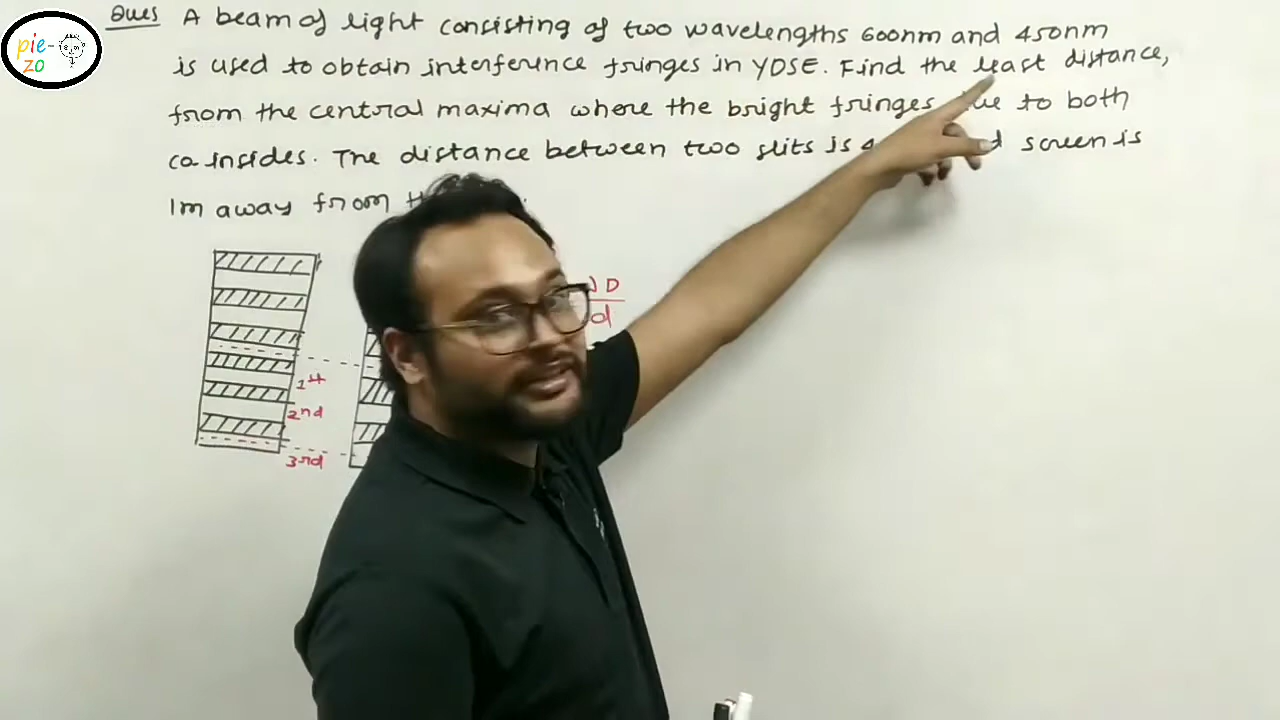 pie-
zo
Ques A beam of light consisting of two wavelengths 600nm and 450nm
is used to obtain interference fringes in YDSE. Find the least distance,
from the central maxima where the bright fringes to both
coinsides. The distance between two slits is screen is
1m away from
D
d
1st
2nd
3rd